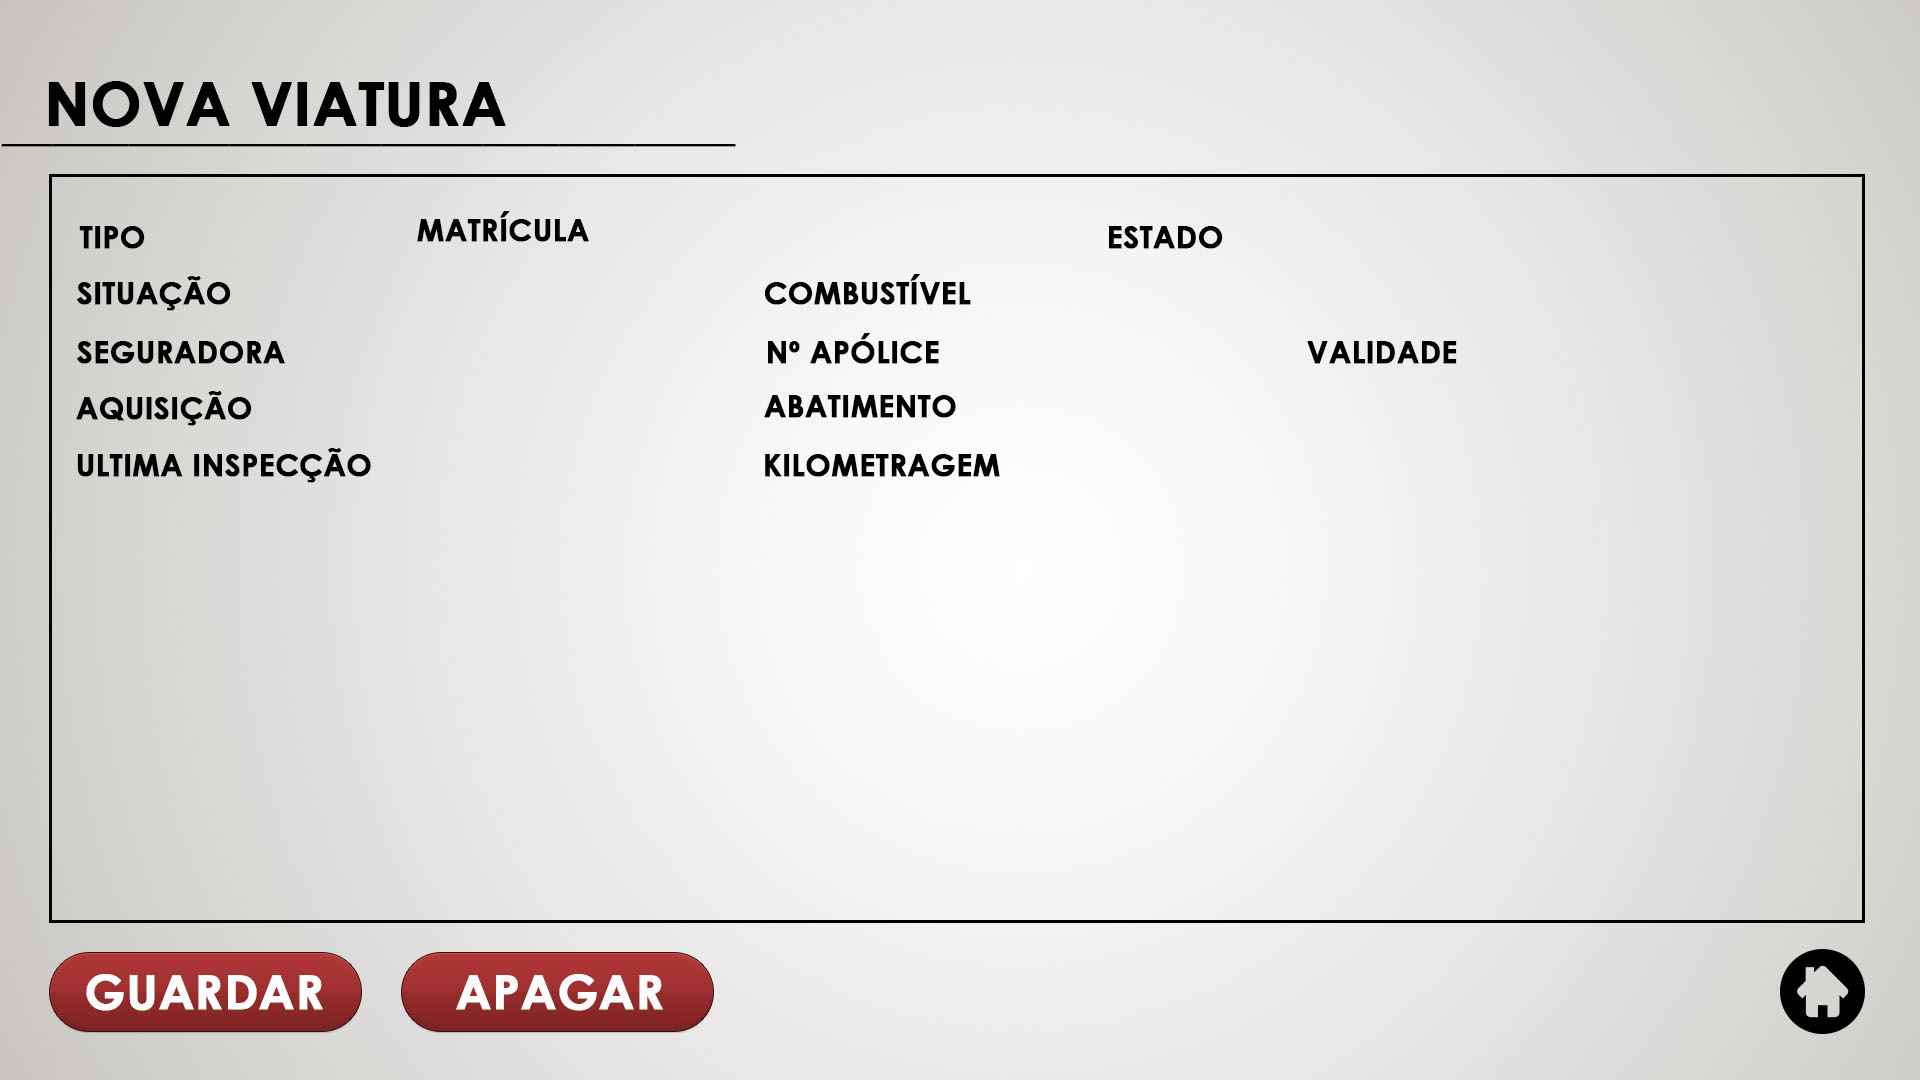 NOVA VIATURA
TIPO MATRÍCULA ESTADO
SITUAÇÃO COMBUSTÍVEL
SEGURADORA Nº APÓLICE VALIDADE
AQUISIÇÃO ABATIMENTO
ULTIMA INSPECÇÃO KILOMETRAGEM
GUARDAR APAGAR